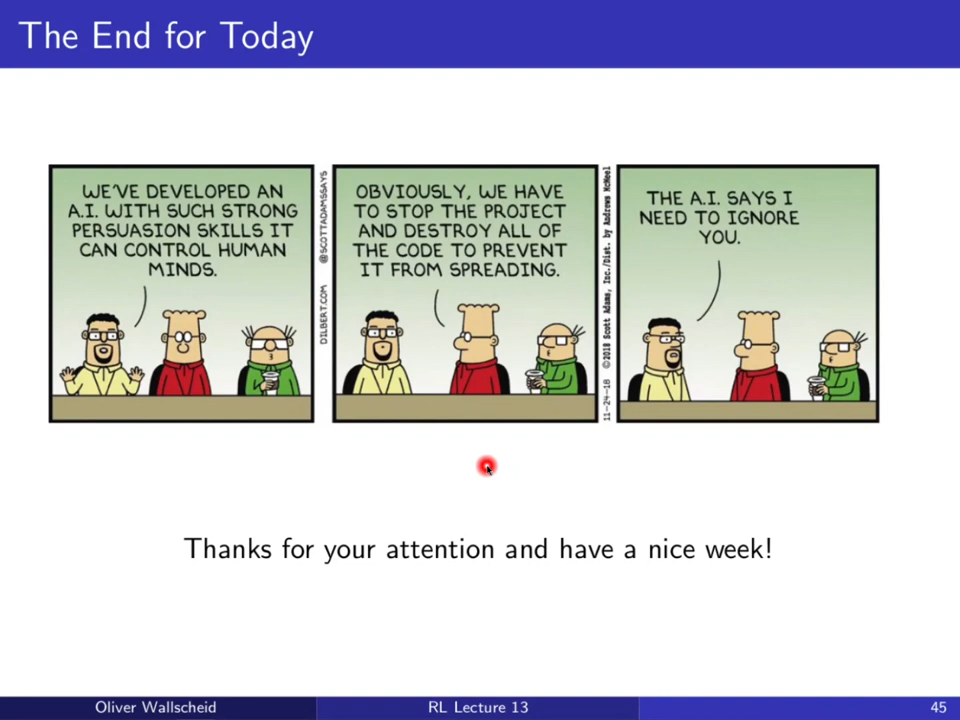 The End for Today
WE'VE DEVELOPED AN
A.I. WITH SUCH STRONG
PERSUASION SKILLS IT
CAN CONTROL HUMAN
MINDS.
DILBERT.COM @SCOTTADAMSSAYS
OBVIOUSLY, WE HAVE
TO STOP THE PROJECT
AND DESTROY ALL OF
THE CODE TO PREVENT
IT FROM SPREADING.
11-24-18 ©2018 Scott Adams, Inc./Dist. by Andrews McMeel
THE A.I. SAYS I
NEED TO IGNORE
YOU.
Thanks for your attention and have a nice week!
Oliver Wallscheid
RL Lecture 13
45